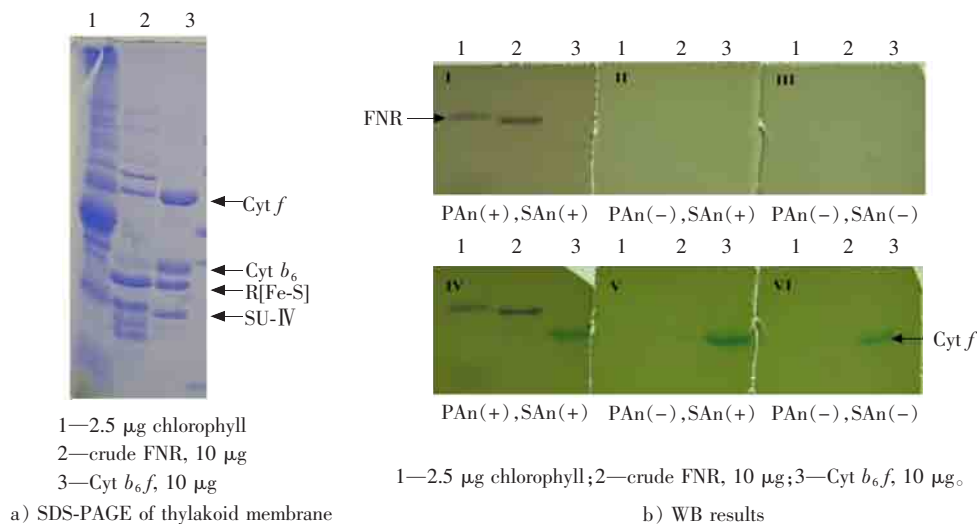 1 2 3
Cyt f
Cyt b₆
R[Fe-S]
SU-Ⅳ
1—2.5 μg chlorophyll
2—crude FNR, 10 μg
3—Cyt b₆f, 10 μg
a) SDS-PAGE of thylakoid membrane
1 2 3 1 2 3 1 2 3
I II III
FNR
PAn(+),SAn(+) PAn(-),SAn(+) PAn(-),SAn(-)
1 2 3 1 2 3 1 2 3
IV V VI
Cyt f
PAn(+),SAn(+) PAn(-),SAn(+) PAn(-),SAn(-)
1—2.5 μg chlorophyll;2—crude FNR, 10 μg;3—Cyt b₆f, 10 μg。
b) WB results